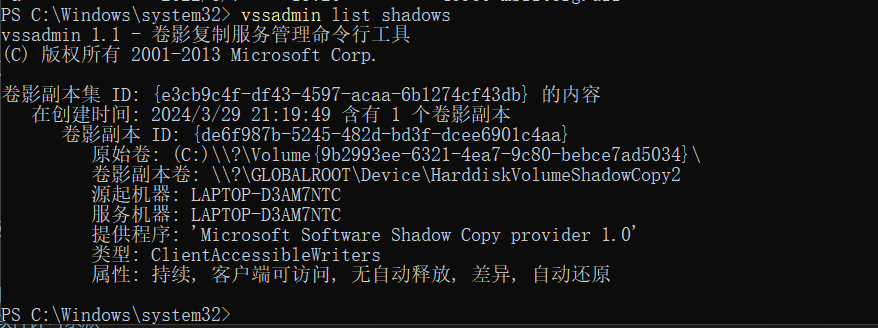 PS C:\Windows\system32> vssadmin list shadows
vssadmin 1.1 - 卷影复制服务管理命令行工具
(C) 版权所有 2001-2013 Microsoft Corp.
卷影副本集 ID: {e3cb9c4f-df43-4597-acaa-6b1274cf43db} 的内容
在创建时间: 2024/3/29 21:19:49 含有 1 个卷影副本
卷影副本 ID: {de6f987b-5245-482d-bd3f-dcee6901c4aa}
原始卷: (C:)\\?\Volume{9b2993ee-6321-4ea7-9c80-bebce7ad5034}\
卷影副本卷: \\?\GLOBALROOT\Device\HarddiskVolumeShadowCopy2
源起机器: LAPTOP-D3AM7NTC
服务机器: LAPTOP-D3AM7NTC
提供程序: 'Microsoft Software Shadow Copy provider 1.0'
类型: ClientAccessibleWriters
属性: 持续, 客户端可访问, 无自动释放, 差异, 自动还原
PS C:\Windows\system32>